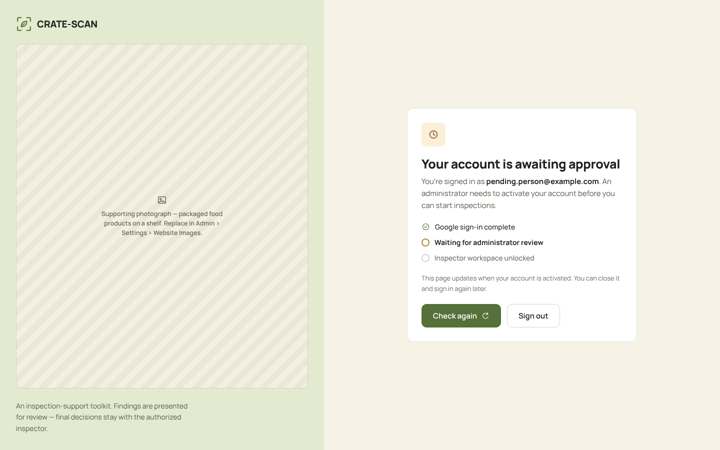 CRATE-SCAN
Supporting photograph — packaged food
products on a shelf. Replace in Admin ›
Settings › Website Images.
An inspection-support toolkit. Findings are presented
for review — final decisions stay with the authorized
inspector.
Your account is awaiting approval
You're signed in as pending.person@example.com. An
administrator needs to activate your account before you
can start inspections.
Google sign-in complete
Waiting for administrator review
Inspector workspace unlocked
This page updates when your account is activated. You can close it
and sign in again later.
Check again
Sign out